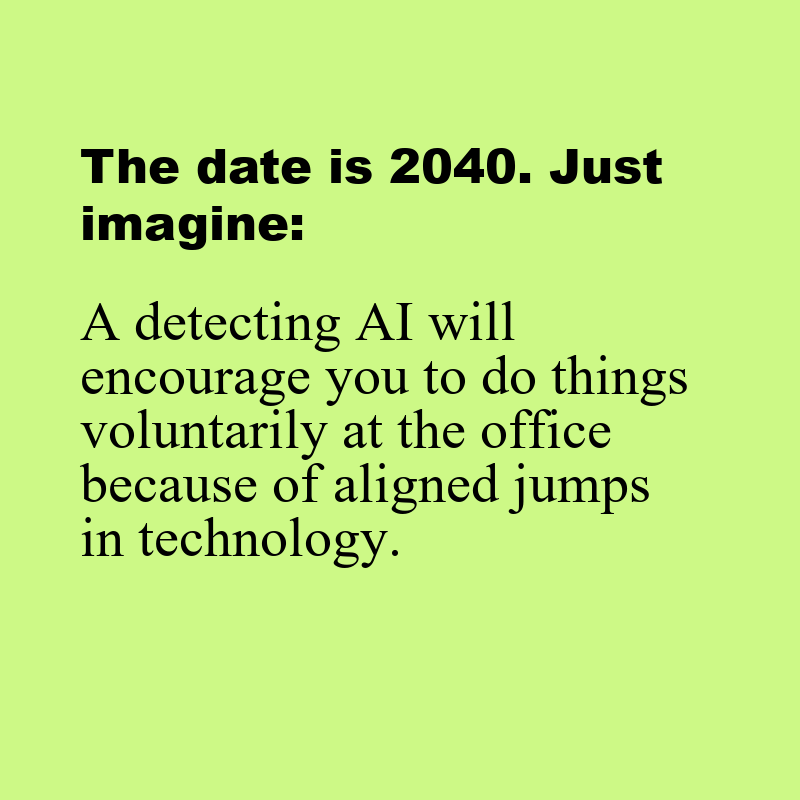 The date is 2040. Just
imagine:
A detecting AI will
encourage you to do things
voluntarily at the office
because of aligned jumps
in technology.